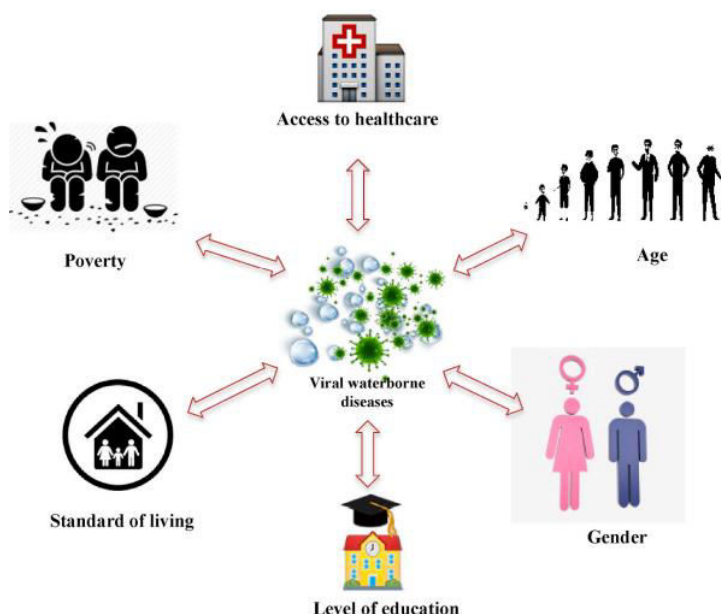 Access to healthcare
Poverty
Age
Viral waterborne
diseases
Standard of living
Gender
Level of education